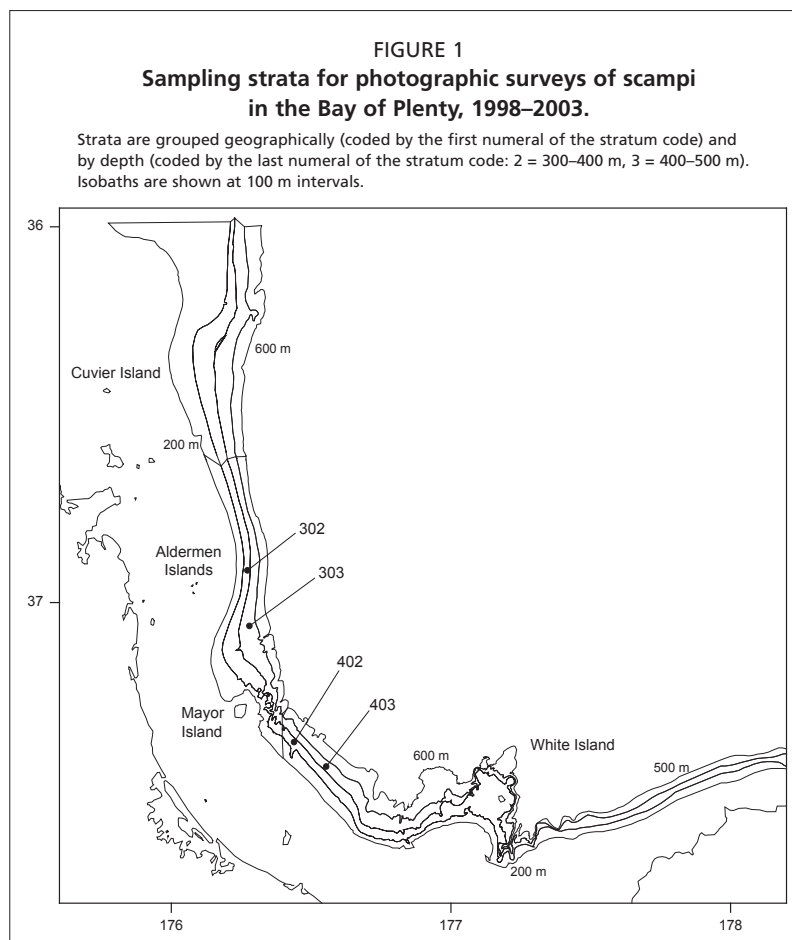 FIGURE 1
Sampling strata for photographic surveys of scampi
in the Bay of Plenty, 1998–2003.
Strata are grouped geographically (coded by the first numeral of the stratum code) and
by depth (coded by the last numeral of the stratum code: 2 = 300–400 m, 3 = 400–500 m).
Isobaths are shown at 100 m intervals.
36
600 m
Cuvier Island
200 m
302
Aldermen
Islands
303
37
402
Mayor
Island
403
White Island
600 m
500 m
200 m
176
177
178